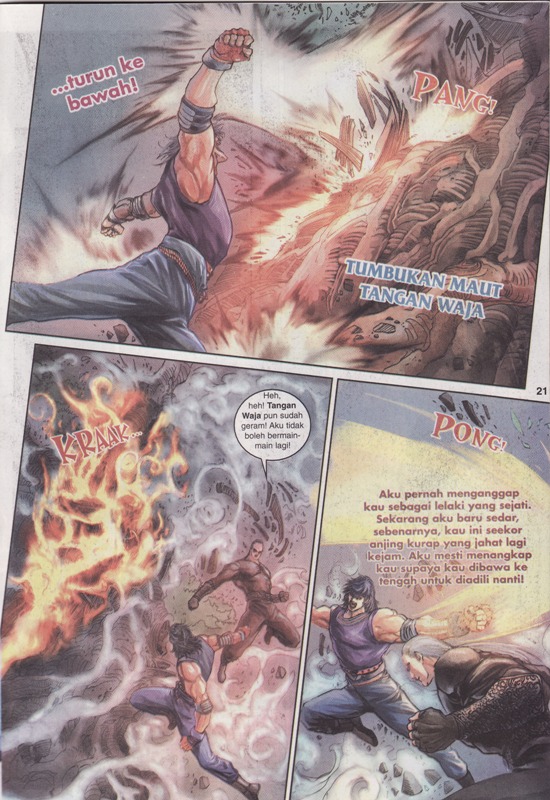 ...turun ke
bawah!
PANG!
TUMBUKAN MAUT
TANGAN WAJA
21
KRAAK...
Heh,
heh! Tangan
Waja pun sudah
geram! Aku tidak
boleh bermain-
main lagi!
PONG!
Aku pernah menganggap
kau sebagai lelaki yang sejati.
Sekarang aku baru sedar,
sebenarnya, kau ini seekor
anjing kurap yang jahat lagi
kejam. Aku mesti menangkap
kau supaya kau dibawa ke
tengah untuk diadili nanti!